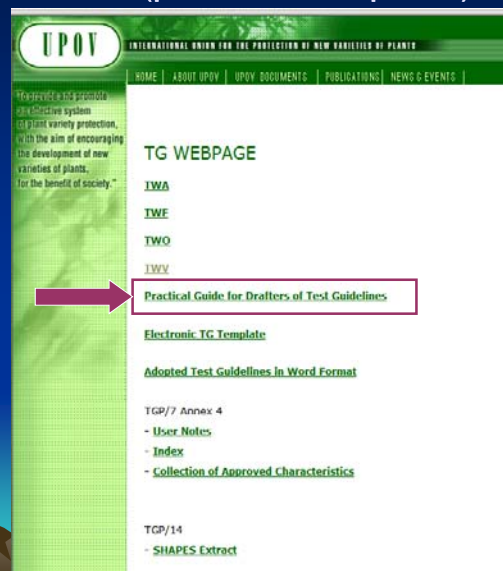 UPOV
INTERNATIONAL UNION FOR THE PROTECTION OF NEW VARIETIES OF PLANTS
HOME | ABOUT UPOV | UPOV DOCUMENTS | PUBLICATIONS | NEWS & EVENTS |
"To provide and promote
an effective system
of plant variety protection,
with the aim of encouraging
the development of new
varieties of plants,
for the benefit of society."
TG WEBPAGE
TWA
TWF
TWO
TWV
Practical Guide for Drafters of Test Guidelines
Electronic TG Template
Adopted Test Guidelines in Word Format
TGP/7 Annex 4
- User Notes
- Index
- Collection of Approved Characteristics
TGP/14
- SHAPES Extract